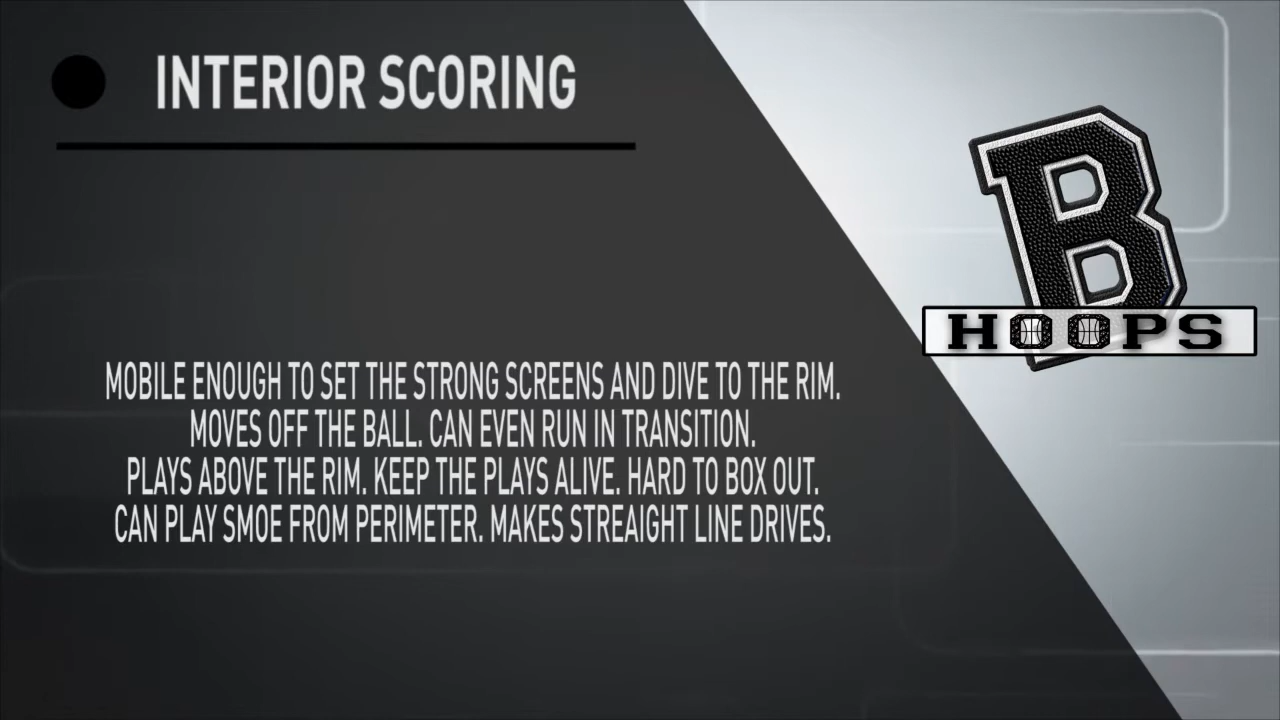 INTERIOR SCORING
B
HOOPS
MOBILE ENOUGH TO SET THE STRONG SCREENS AND DIVE TO THE RIM.
MOVES OFF THE BALL. CAN EVEN RUN IN TRANSITION.
PLAYS ABOVE THE RIM. KEEP THE PLAYS ALIVE. HARD TO BOX OUT.
CAN PLAY SMOE FROM PERIMETER. MAKES STREAIGHT LINE DRIVES.